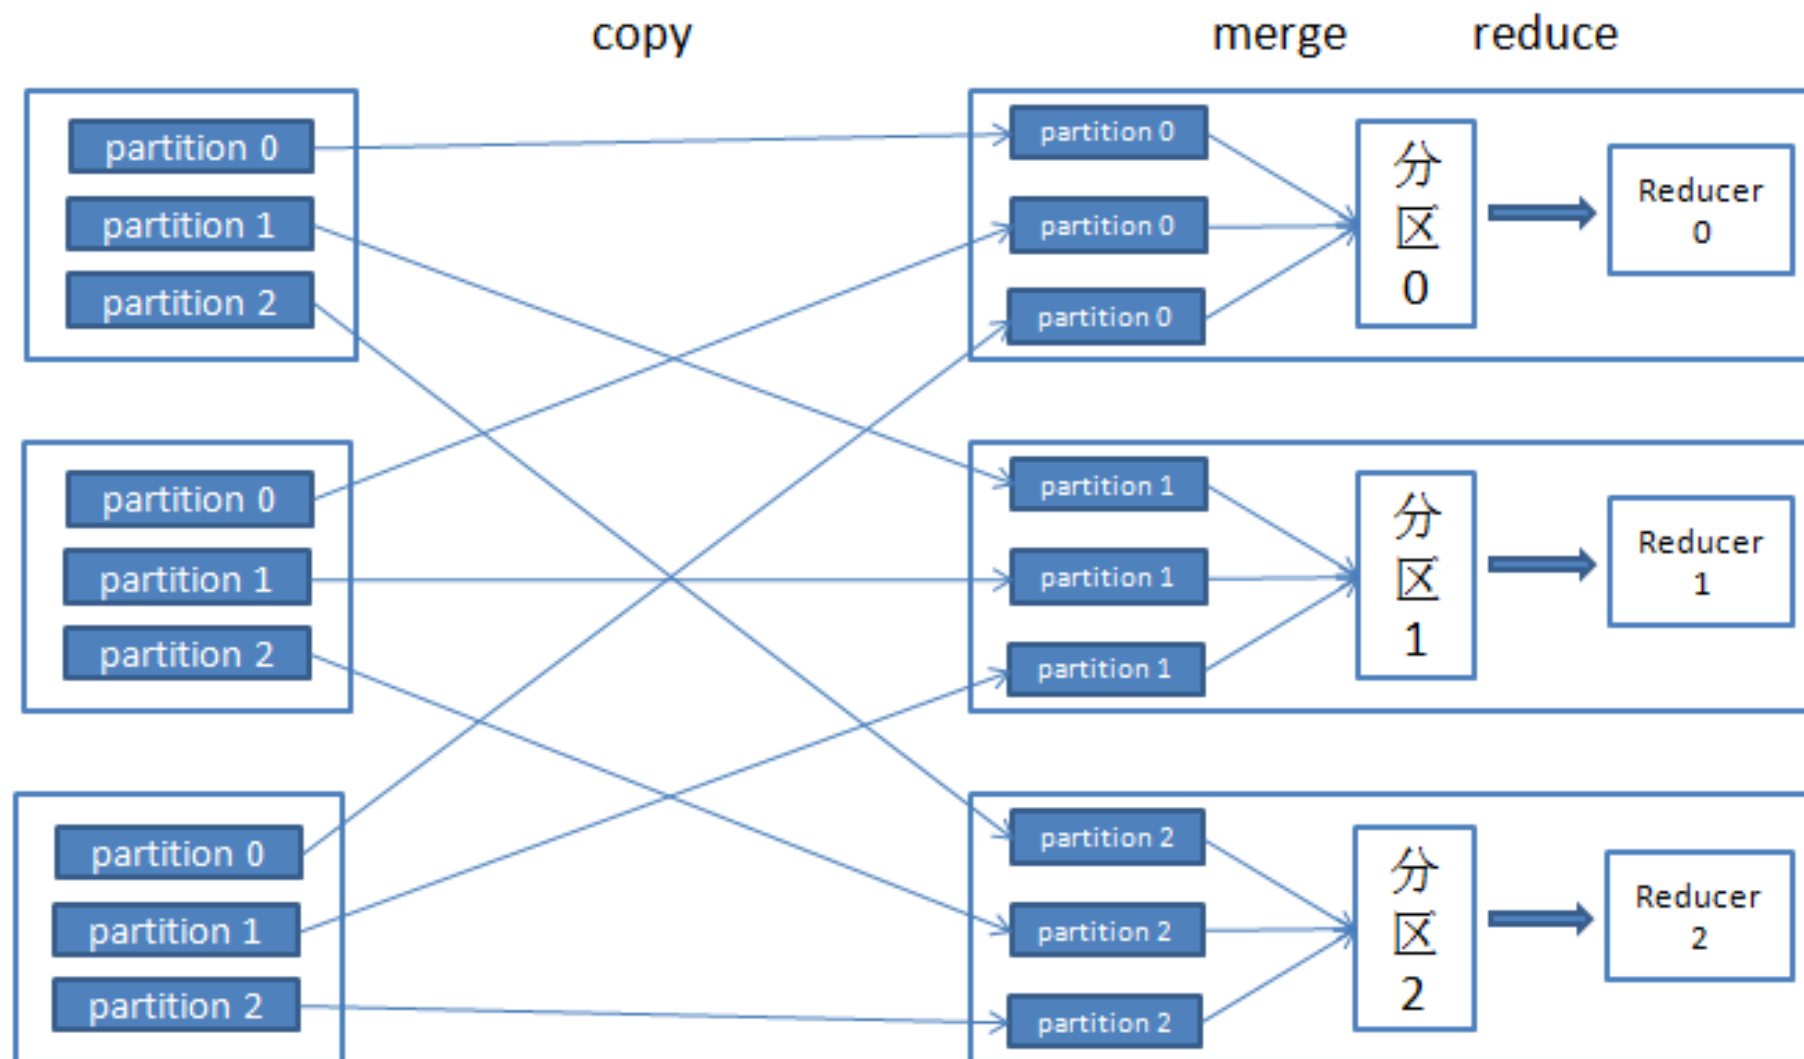 copy
merge
reduce
partition 0
partition 1
partition 2
partition 0
partition 0
partition 0
分
区
0
Reducer
0
partition 0
partition 1
partition 2
partition 1
partition 1
partition 1
分
区
1
Reducer
1
partition 0
partition 1
partition 2
partition 2
partition 2
partition 2
分
区
2
Reducer
2